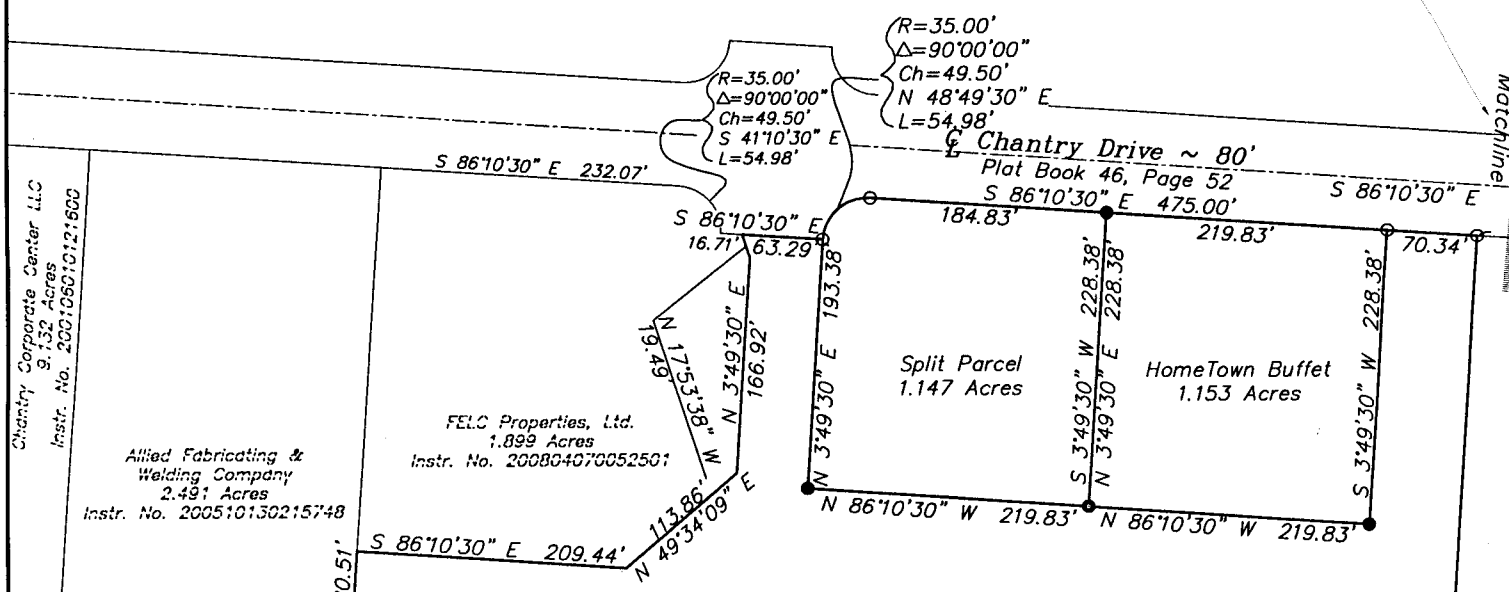 R=35.00'
Δ=90°00'00"
Ch=49.50'
N 48°49'30" E
L=54.98'
R=35.00'
Δ=90°00'00"
Ch=49.50'
S 41°10'30" E
L=54.98'
Matchline
℄ Chantry Drive ~ 80'
Plat Book 46, Page 52
S 86°10'30" E 232.07'
S 86°10'30" E 475.00'
S 86°10'30" E
184.83'
219.83'
70.34'
S 86°10'30" E
16.71'
63.29'
N 3°49'30" E 193.38'
S 3°49'30" W 228.38'
N 3°49'30" E 228.38'
S 3°49'30" W 228.38'
N 3°49'30" E
166.92'
N 17°53'38" W
19.49'
Chantry Corporate Center LLC
9.132 Acres
Instr. No. 200106010121600
Split Parcel
1.147 Acres
HomeTown Buffet
1.153 Acres
FELC Properties, Ltd.
1.899 Acres
Instr. No. 200804070052501
Allied Fabricating &
Welding Company
2.491 Acres
Instr. No. 200510130215748
113.86'
N 49°34'09" E
N 86°10'30" W 219.83'
N 86°10'30" W 219.83'
S 86°10'30" E 209.44'
0.51'